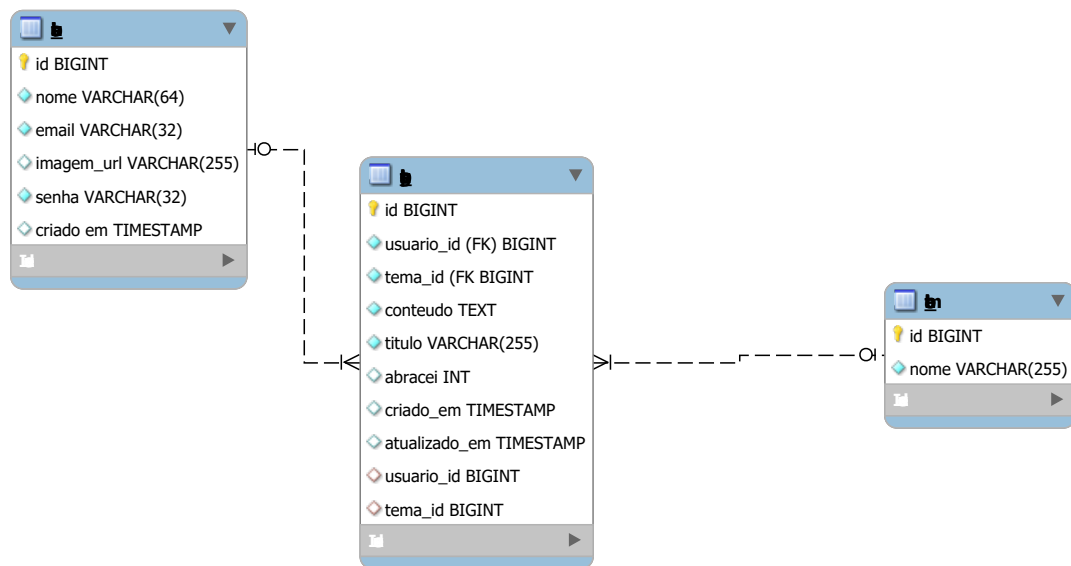 id BIGINT
nome VARCHAR(64)
email VARCHAR(32)
imagem_url VARCHAR(255)
senha VARCHAR(32)
criado em TIMESTAMP
id BIGINT
usuario_id (FK) BIGINT
tema_id (FK BIGINT
conteudo TEXT
titulo VARCHAR(255)
abracei INT
criado_em TIMESTAMP
atualizado_em TIMESTAMP
usuario_id BIGINT
tema_id BIGINT
id BIGINT
nome VARCHAR(255)